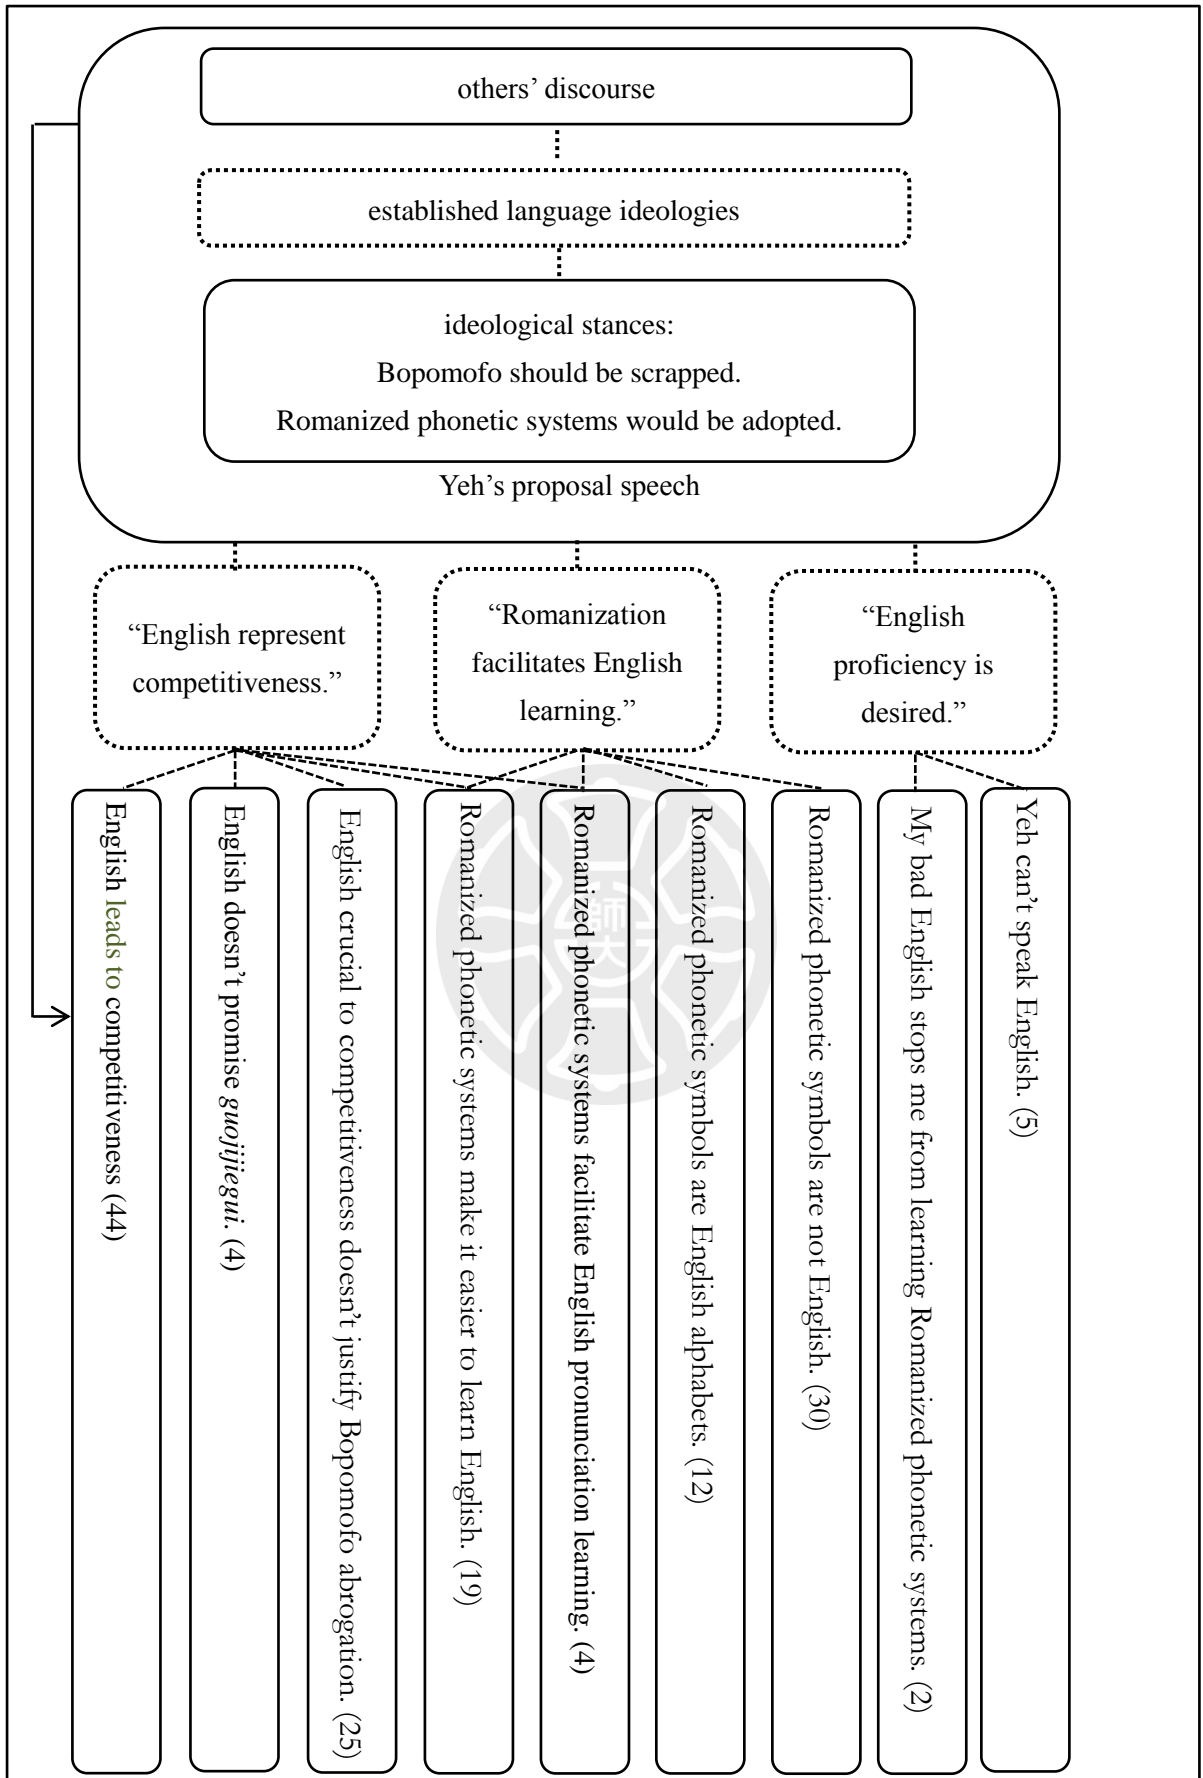 others’ discourse
established language ideologies
ideological stances:
Bopomofo should be scrapped.
Romanized phonetic systems would be adopted.
Yeh’s proposal speech
“English represent
competitiveness.”
“Romanization
facilitates English
learning.”
“English
proficiency is
desired.”
English leads to competitiveness (44)
English doesn’t promise guojijiegui. (4)
English crucial to competitiveness doesn’t justify Bopomofo abrogation. (25)
Romanized phonetic systems make it easier to learn English. (19)
Romanized phonetic systems facilitate English pronunciation learning. (4)
Romanized phonetic symbols are English alphabets. (12)
Romanized phonetic symbols are not English. (30)
My bad English stops me from learning Romanized phonetic systems. (2)
Yeh can’t speak English. (5)
師大